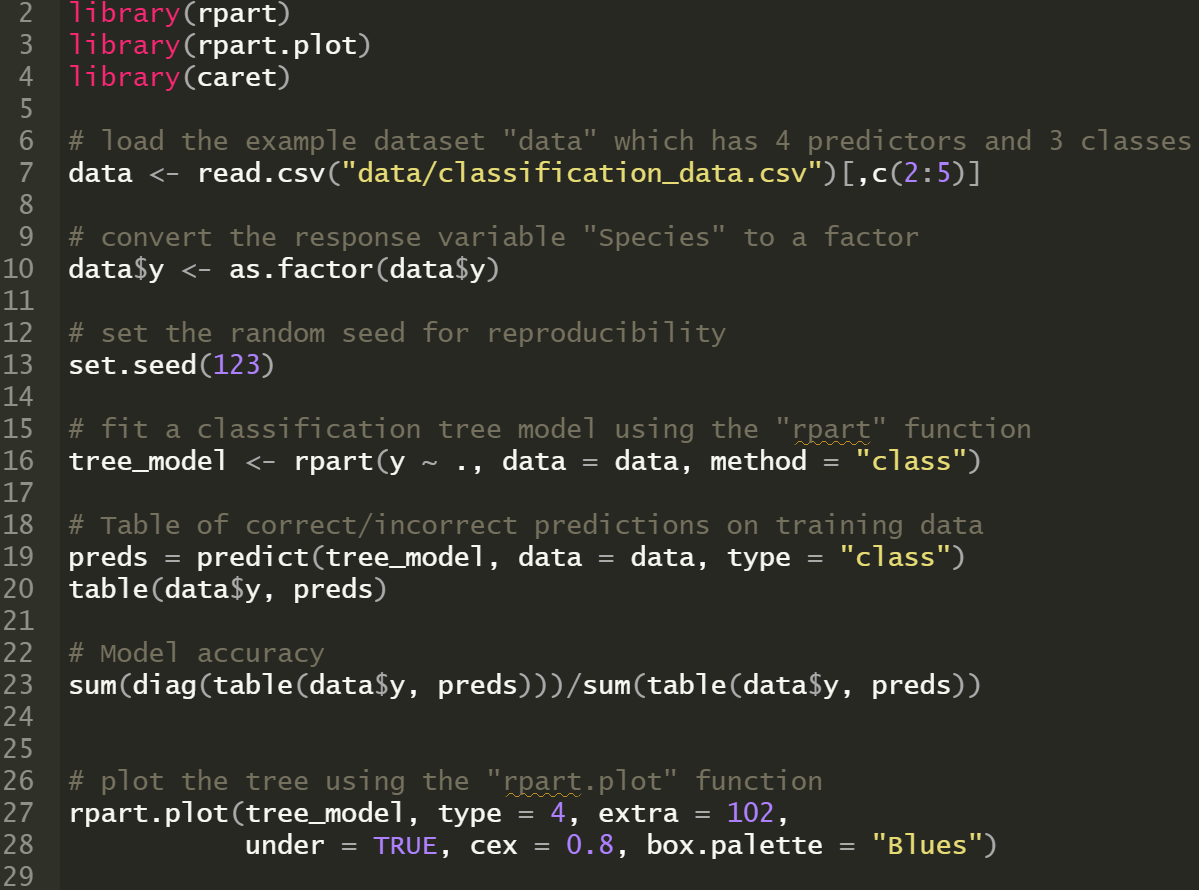 2 library(rpart)
3 library(rpart.plot)
4 library(caret)
5
6 # load the example dataset "data" which has 4 predictors and 3 classes
7 data <- read.csv("data/classification_data.csv")[,c(2:5)]
8
9 # convert the response variable "Species" to a factor
10 data$y <- as.factor(data$y)
11
12 # set the random seed for reproducibility
13 set.seed(123)
14
15 # fit a classification tree model using the "rpart" function
16 tree_model <- rpart(y ~ ., data = data, method = "class")
17
18 # Table of correct/incorrect predictions on training data
19 preds = predict(tree_model, data = data, type = "class")
20 table(data$y, preds)
21
22 # Model accuracy
23 sum(diag(table(data$y, preds)))/sum(table(data$y, preds))
24
25
26 # plot the tree using the "rpart.plot" function
27 rpart.plot(tree_model, type = 4, extra = 102,
28            under = TRUE, cex = 0.8, box.palette = "Blues")
29